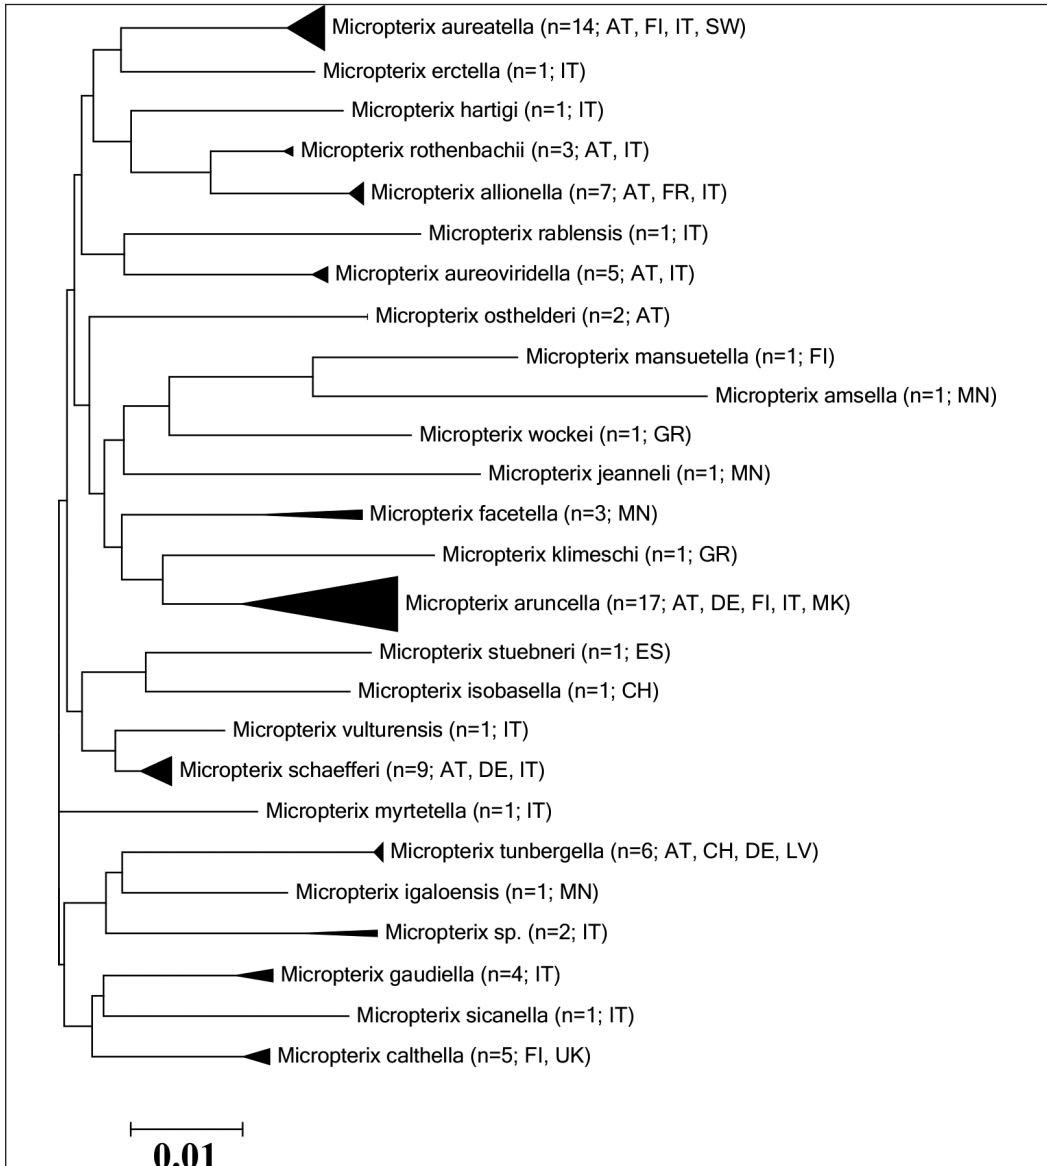 Micropterix aureatella (n=14; AT, FI, IT, SW)
Micropterix erctella (n=1; IT)
Micropterix hartigi (n=1; IT)
Micropterix rothenbachii (n=3; AT, IT)
Micropterix allionella (n=7; AT, FR, IT)
Micropterix rablensis (n=1; IT)
Micropterix aureoviridella (n=5; AT, IT)
Micropterix osthelderi (n=2; AT)
Micropterix mansuetella (n=1; FI)
Micropterix amsella (n=1; MN)
Micropterix wockei (n=1; GR)
Micropterix jeanneli (n=1; MN)
Micropterix facetella (n=3; MN)
Micropterix klimeschi (n=1; GR)
Micropterix aruncella (n=17; AT, DE, FI, IT, MK)
Micropterix stuebneri (n=1; ES)
Micropterix isobasella (n=1; CH)
Micropterix vulturensis (n=1; IT)
Micropterix schaefferi (n=9; AT, DE, IT)
Micropterix myrtetella (n=1; IT)
Micropterix tunbergella (n=6; AT, CH, DE, LV)
Micropterix igaloensis (n=1; MN)
Micropterix sp. (n=2; IT)
Micropterix gaudiella (n=4; IT)
Micropterix sicanella (n=1; IT)
Micropterix calthella (n=5; FI, UK)
0.01